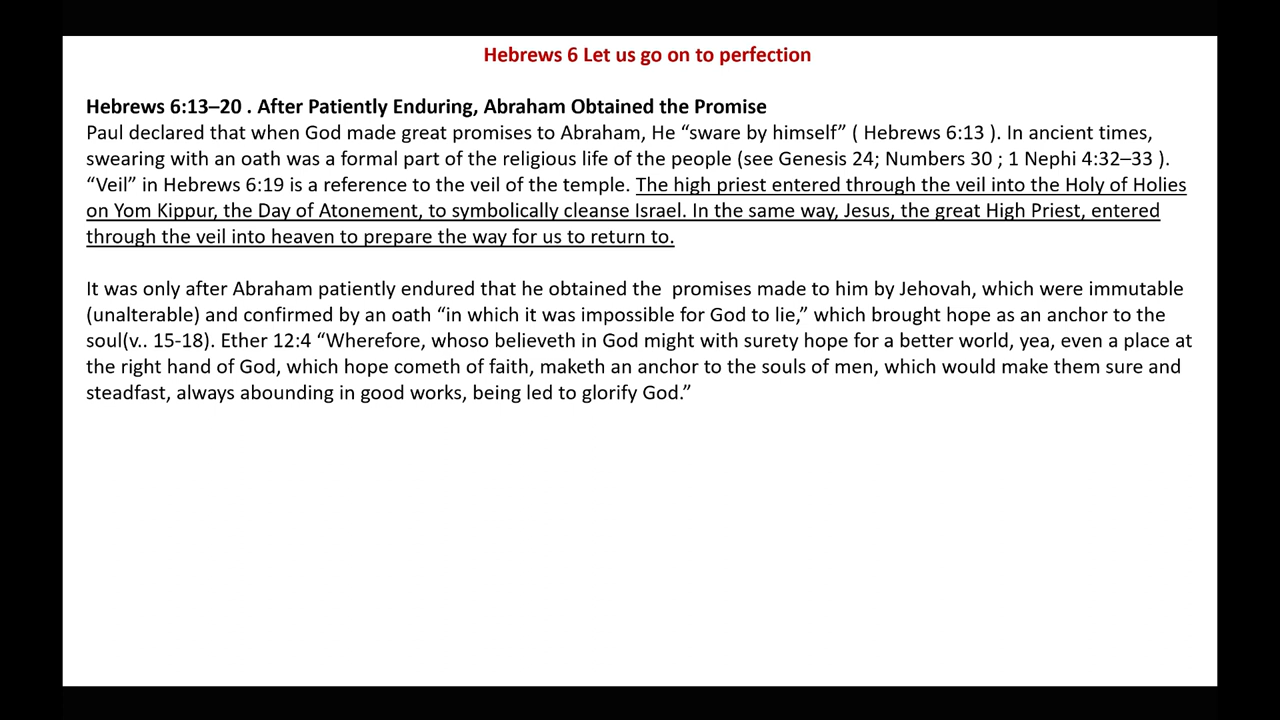 Hebrews 6 Let us go on to perfection
Hebrews 6:13–20 . After Patiently Enduring, Abraham Obtained the Promise
Paul declared that when God made great promises to Abraham, He “sware by himself” ( Hebrews 6:13 ). In ancient times,
swearing with an oath was a formal part of the religious life of the people (see Genesis 24; Numbers 30 ; 1 Nephi 4:32–33 ).
“Veil” in Hebrews 6:19 is a reference to the veil of the temple. The high priest entered through the veil into the Holy of Holies
on Yom Kippur, the Day of Atonement, to symbolically cleanse Israel. In the same way, Jesus, the great High Priest, entered
through the veil into heaven to prepare the way for us to return to.
It was only after Abraham patiently endured that he obtained the  promises made to him by Jehovah, which were immutable
(unalterable) and confirmed by an oath “in which it was impossible for God to lie,” which brought hope as an anchor to the
soul(v.. 15-18). Ether 12:4 “Wherefore, whoso believeth in God might with surety hope for a better world, yea, even a place at
the right hand of God, which hope cometh of faith, maketh an anchor to the souls of men, which would make them sure and
steadfast, always abounding in good works, being led to glorify God.”